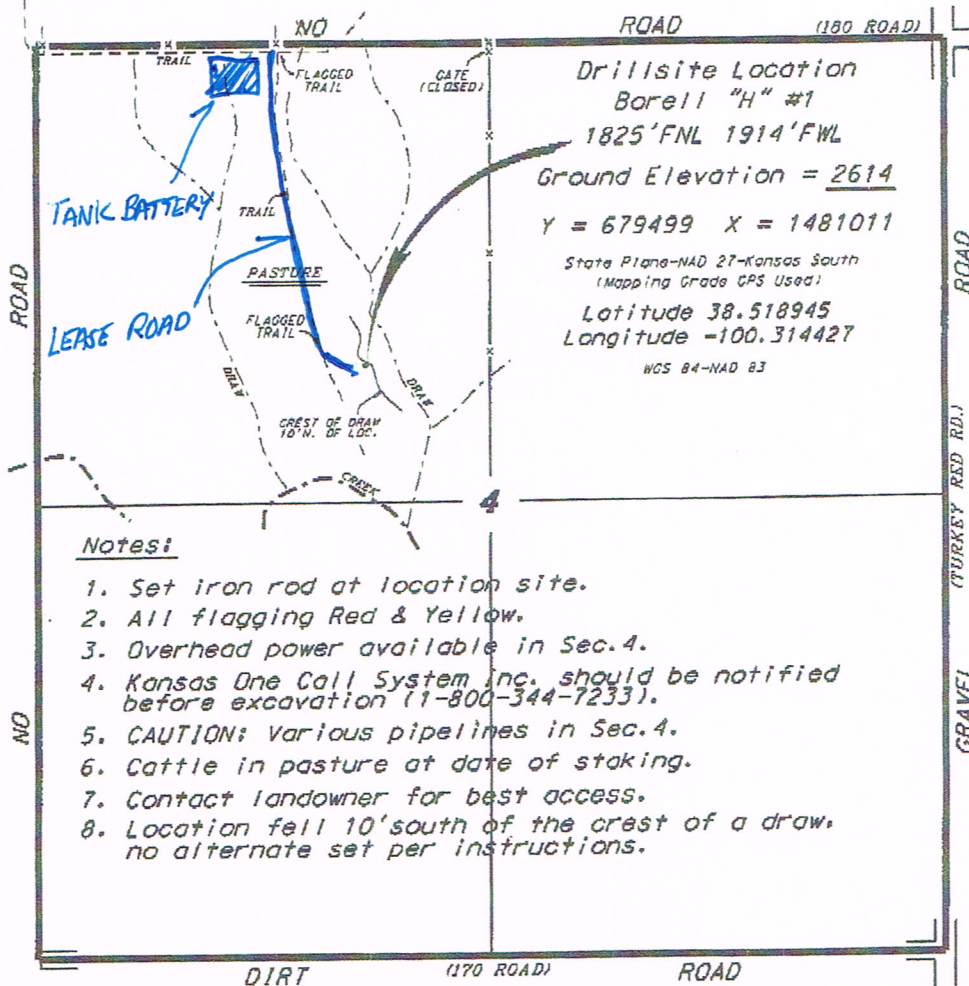 NO ROAD (180 ROAD)
TRAIL
FLAGGED
TRAIL
GATE
(CLOSED)
Drillsite Location
Borell "H" #1
1825'FNL 1914'FWL
Ground Elevation = 2614
Y = 679499 X = 1481011
State Plane-NAD 27-Kansas South
(Mapping Grade GPS Used)
Latitude 38.518945
Longitude -100.314427
WGS 84-NAD 83
TANK BATTERY
TRAIL
PASTURE
LEASE ROAD
FLAGGED
TRAIL
DRAW
DRAW
CREST OF DRAW
10'N. OF LOC.
CREEK
4
NO ROAD
GRAVEL (TURKEY RED RD.) ROAD
Notes:
1. Set iron rod at location site.
2. All flagging Red & Yellow.
3. Overhead power available in Sec.4.
4. Kansas One Call System Inc. should be notified
before excavation (1-800-344-7233).
5. CAUTION: Various pipelines in Sec.4.
6. Cattle in pasture at date of staking.
7. Contact landowner for best access.
8. Location fell 10'south of the crest of a draw.
no alternate set per instructions.
DIRT (170 ROAD) ROAD